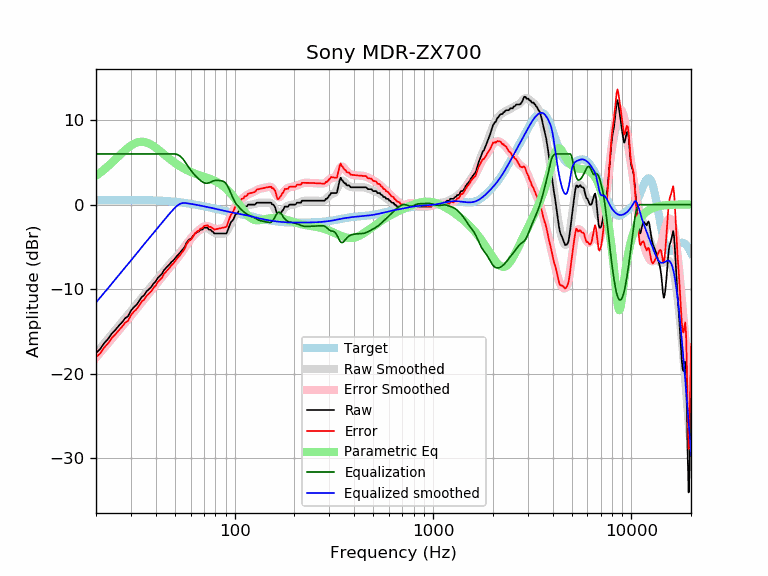 Sony MDR-ZX700
Amplitude (dBr)
10
0
−10
−20
−30
Target
Raw Smoothed
Error Smoothed
Raw
Error
Parametric Eq
Equalization
Equalized smoothed
100
1000
10000
Frequency (Hz)